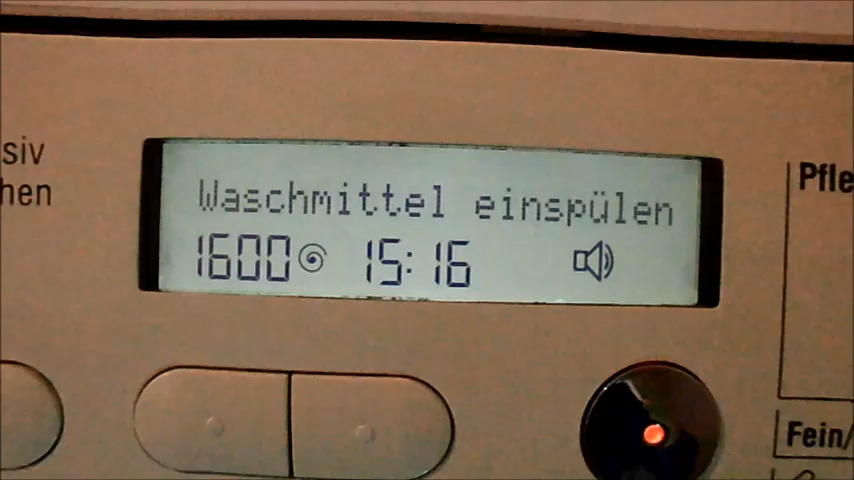 siv
hen
Waschmittel einspülen
1600 15:16
Pfle
Fein/